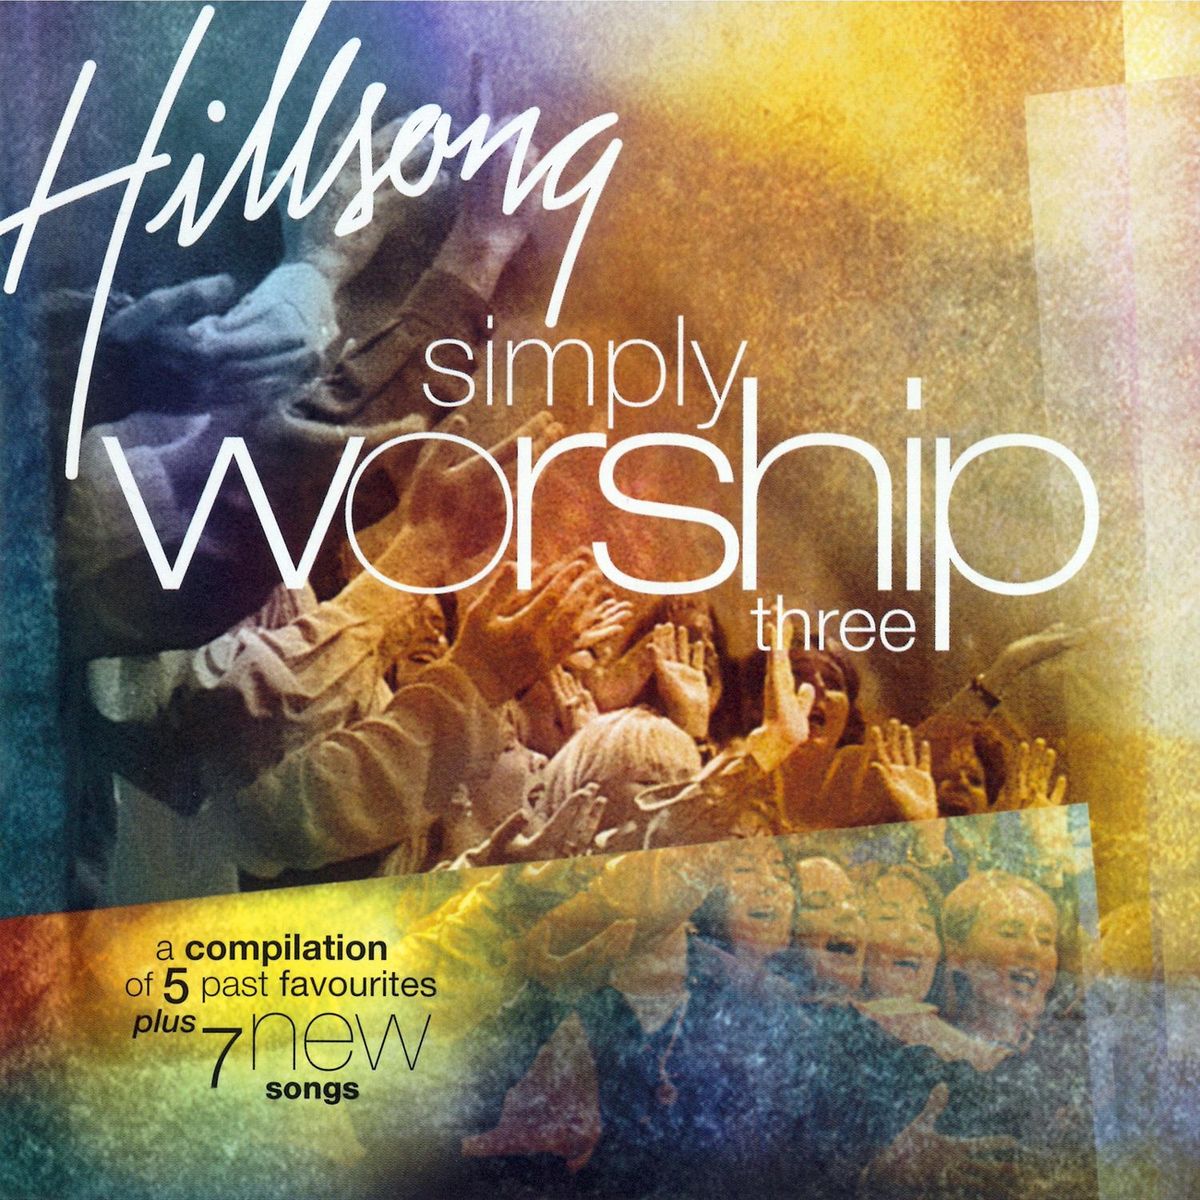 Hillsong
simply
worship
three
a compilation
of 5 past favourites
plus 7 new
songs